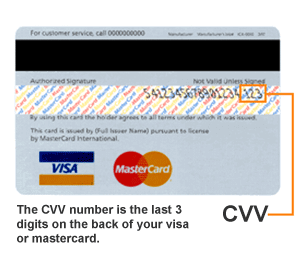 For customer service, call 0000000000
Authorized Signature Not Valid Unless Signed
5412345678901234 123
By using this card the holder agrees to all terms under which it was issued.
This card is issued by (Full Issuer Name) pursuant to license
by MasterCard International.
VISA MasterCard
CVV
The CVV number is the last 3
digits on the back of your visa
or mastercard.